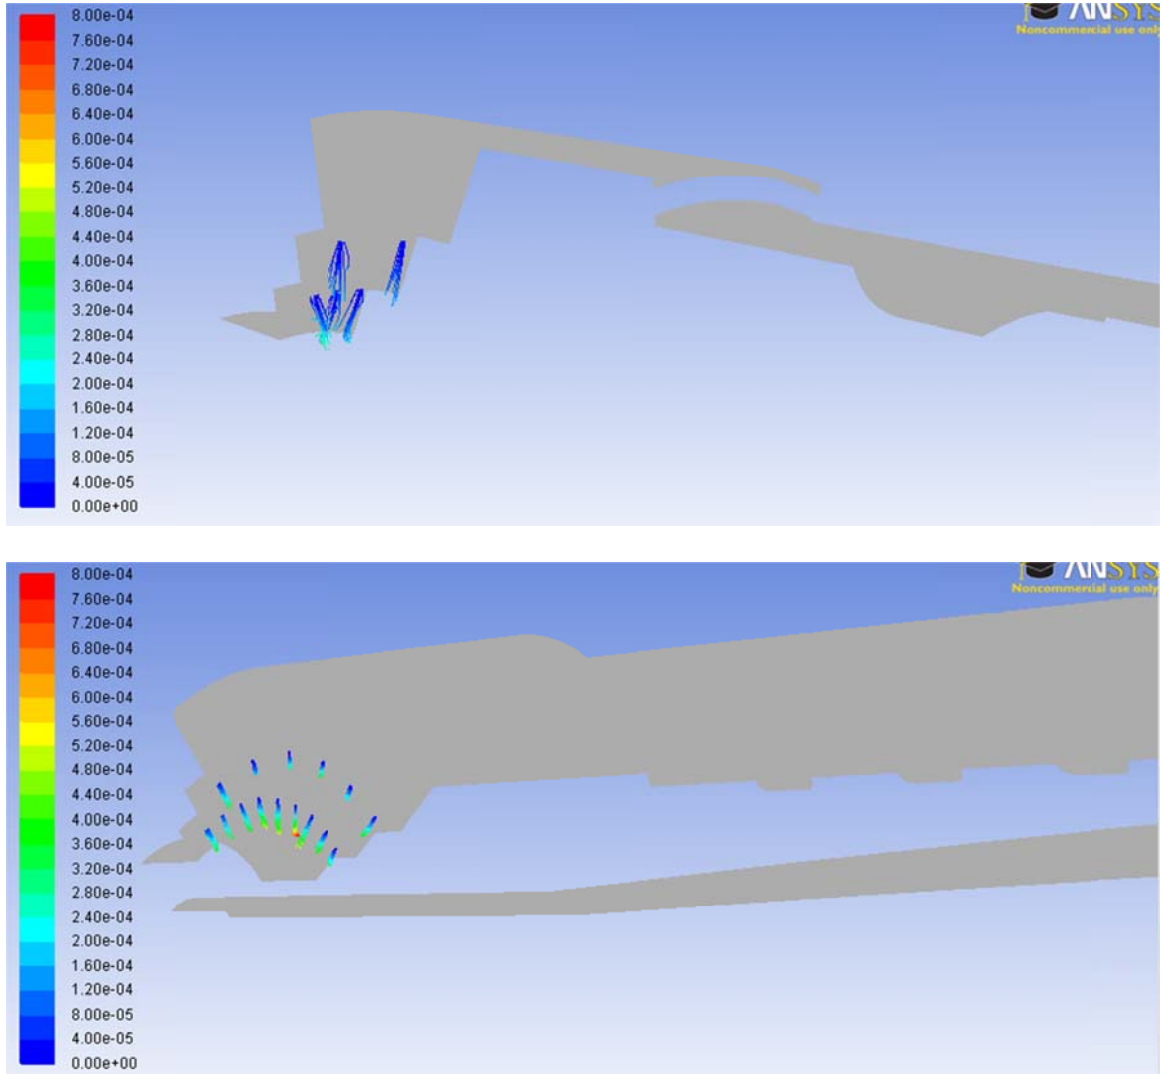 8.00e-04
7.60e-04
7.20e-04
6.80e-04
6.40e-04
6.00e-04
5.60e-04
5.20e-04
4.80e-04
4.40e-04
4.00e-04
3.60e-04
3.20e-04
2.80e-04
2.40e-04
2.00e-04
1.60e-04
1.20e-04
8.00e-05
4.00e-05
0.00e+00
ANSYS
Noncommercial use only
8.00e-04
7.60e-04
7.20e-04
6.80e-04
6.40e-04
6.00e-04
5.60e-04
5.20e-04
4.80e-04
4.40e-04
4.00e-04
3.60e-04
3.20e-04
2.80e-04
2.40e-04
2.00e-04
1.60e-04
1.20e-04
8.00e-05
4.00e-05
0.00e+00
ANSYS
Noncommercial use only